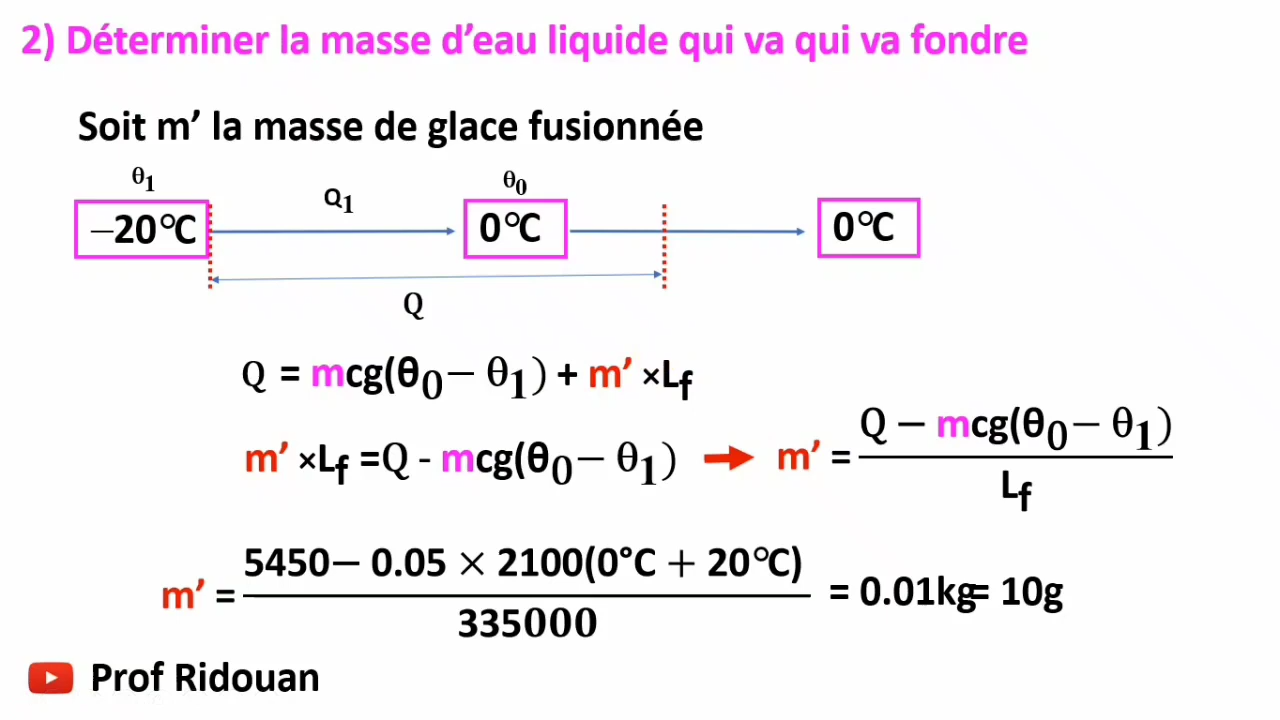 2) Déterminer la masse d’eau liquide qui va qui va fondre
Soit m’ la masse de glace fusionnée
θ1 Q1 θ0
−20℃ 0℃ 0℃
Q
Q = mcg(θ0 − θ1) + m’ ×Lf
m’ ×Lf =Q - mcg(θ0 − θ1) m’ = (Q − mcg(θ0 − θ1)) / Lf
m’ = (5450− 0.05 × 2100(0°C + 20℃)) / 335000 = 0.01kg= 10g
Prof Ridouan